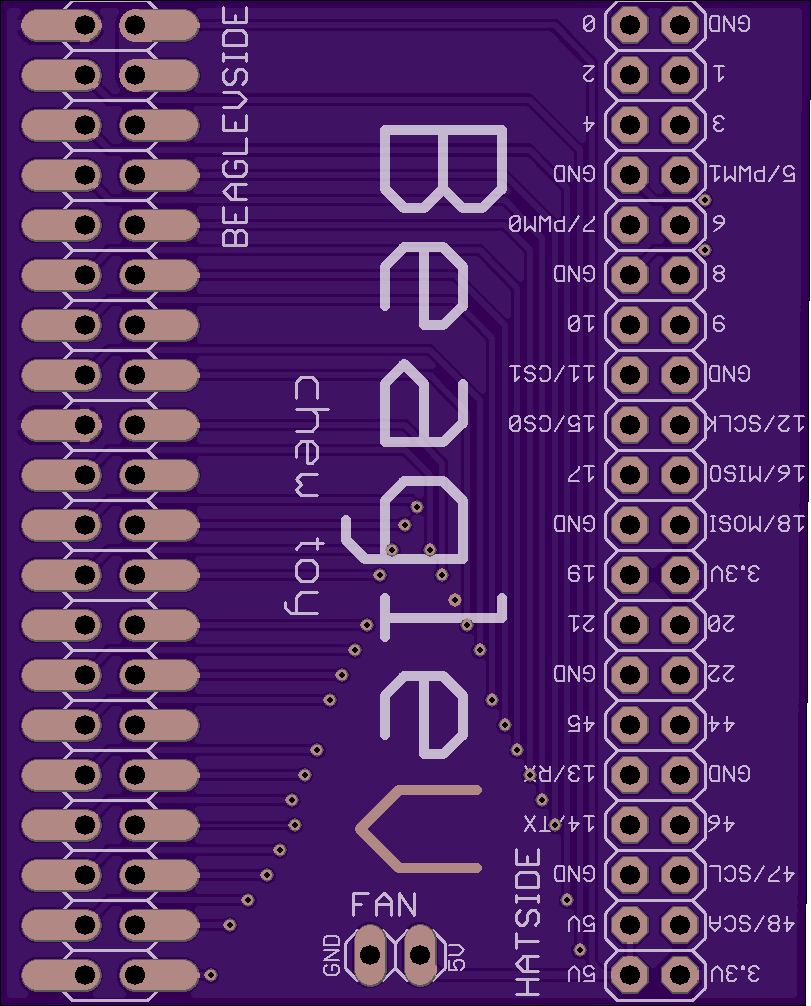 BEAGLEVSIDE
BeagleV
chew toy
0 GND
2 1
4 3
GND 5/PWM1
7/PWM0 6
GND 8
10 9
11/CS1 GND
15/CS0 12/SCLK
17 16/MISO
GND 18/MOSI
19 3.3V
21 20
GND 22
45 44
13/RX GND
14/TX 46
GND 47/SCL
5V 48/SCA
5V 3.3V
HATSIDE
FAN
GND 5V